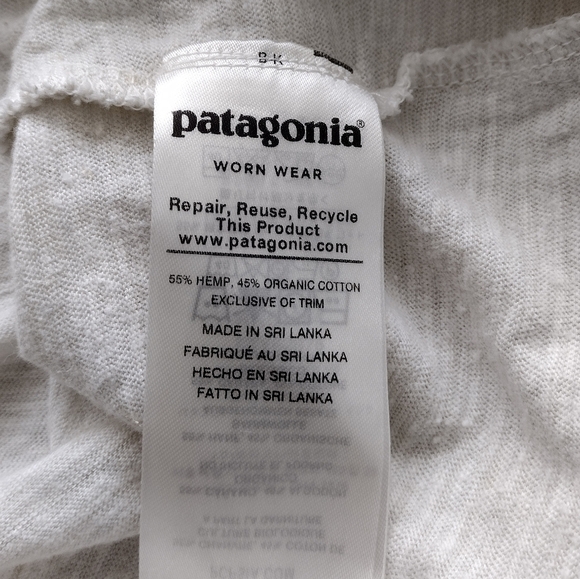 BK
patagonia®
WORN WEAR
Repair, Reuse, Recycle
This Product
www.patagonia.com
55% HEMP, 45% ORGANIC COTTON
EXCLUSIVE OF TRIM
MADE IN SRI LANKA
FABRIQUÉ AU SRI LANKA
HECHO EN SRI LANKA
FATTO IN SRI LANKA